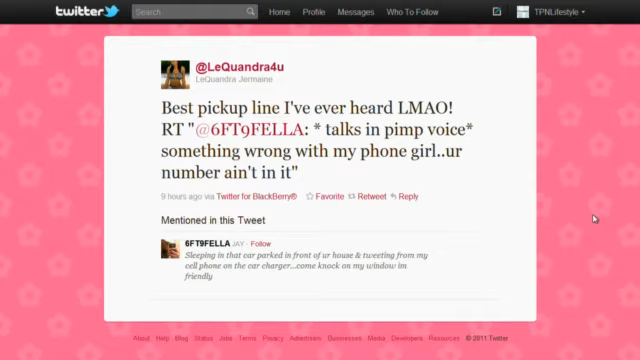 twitter Search Home Profile Messages Who To Follow TPNLifestyle
@LeQuandra4u
LeQuandra Jermaine
Best pickup line I've ever heard LMAO!
RT "@6FT9FELLA: * talks in pimp voice*
something wrong with my phone girl..ur
number ain't in it"
9 hours ago via Twitter for BlackBerry® Favorite Retweet Reply
Mentioned in this Tweet
6FT9FELLA JAY · Follow
Sleeping in that car parked in front of ur house & tweeting from my
cell phone on the car charger...come knock on my window im
friendly
About Help Blog Status Jobs Terms Privacy Advertisers Businesses Media Developers Resources © 2011 Twitter